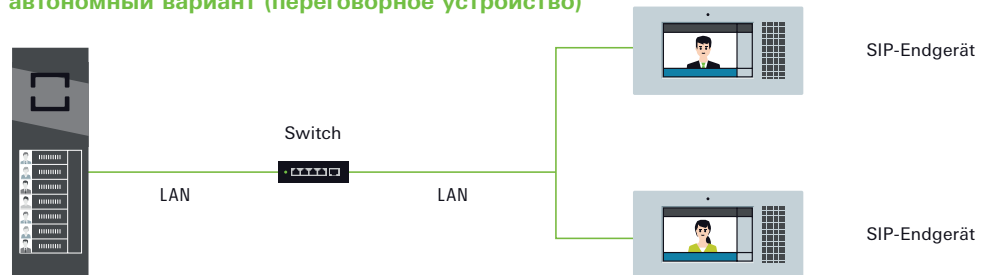 автономный вариант (переговорное устройство)
SIP-Endgerät
Switch
LAN
LAN
SIP-Endgerät